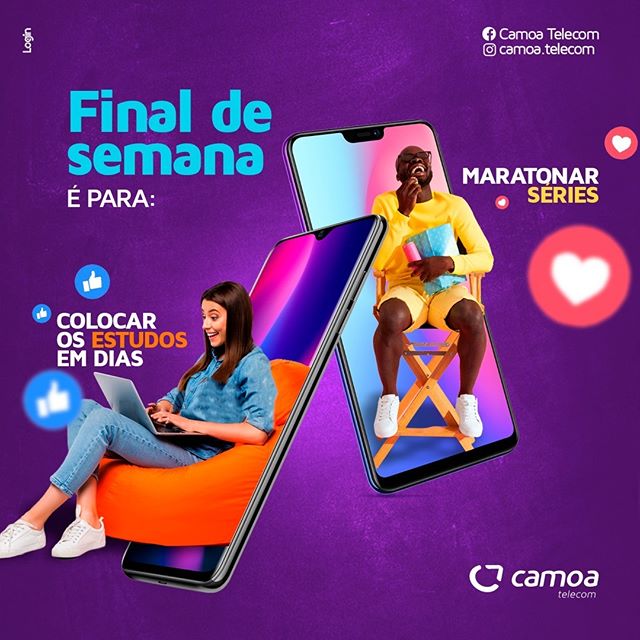 Login
Camoa Telecom
camoa.telecom
Final de
semana
É PARA:
MARATONAR
SÉRIES
COLOCAR
OS ESTUDOS
EM DIAS
camoa
telecom